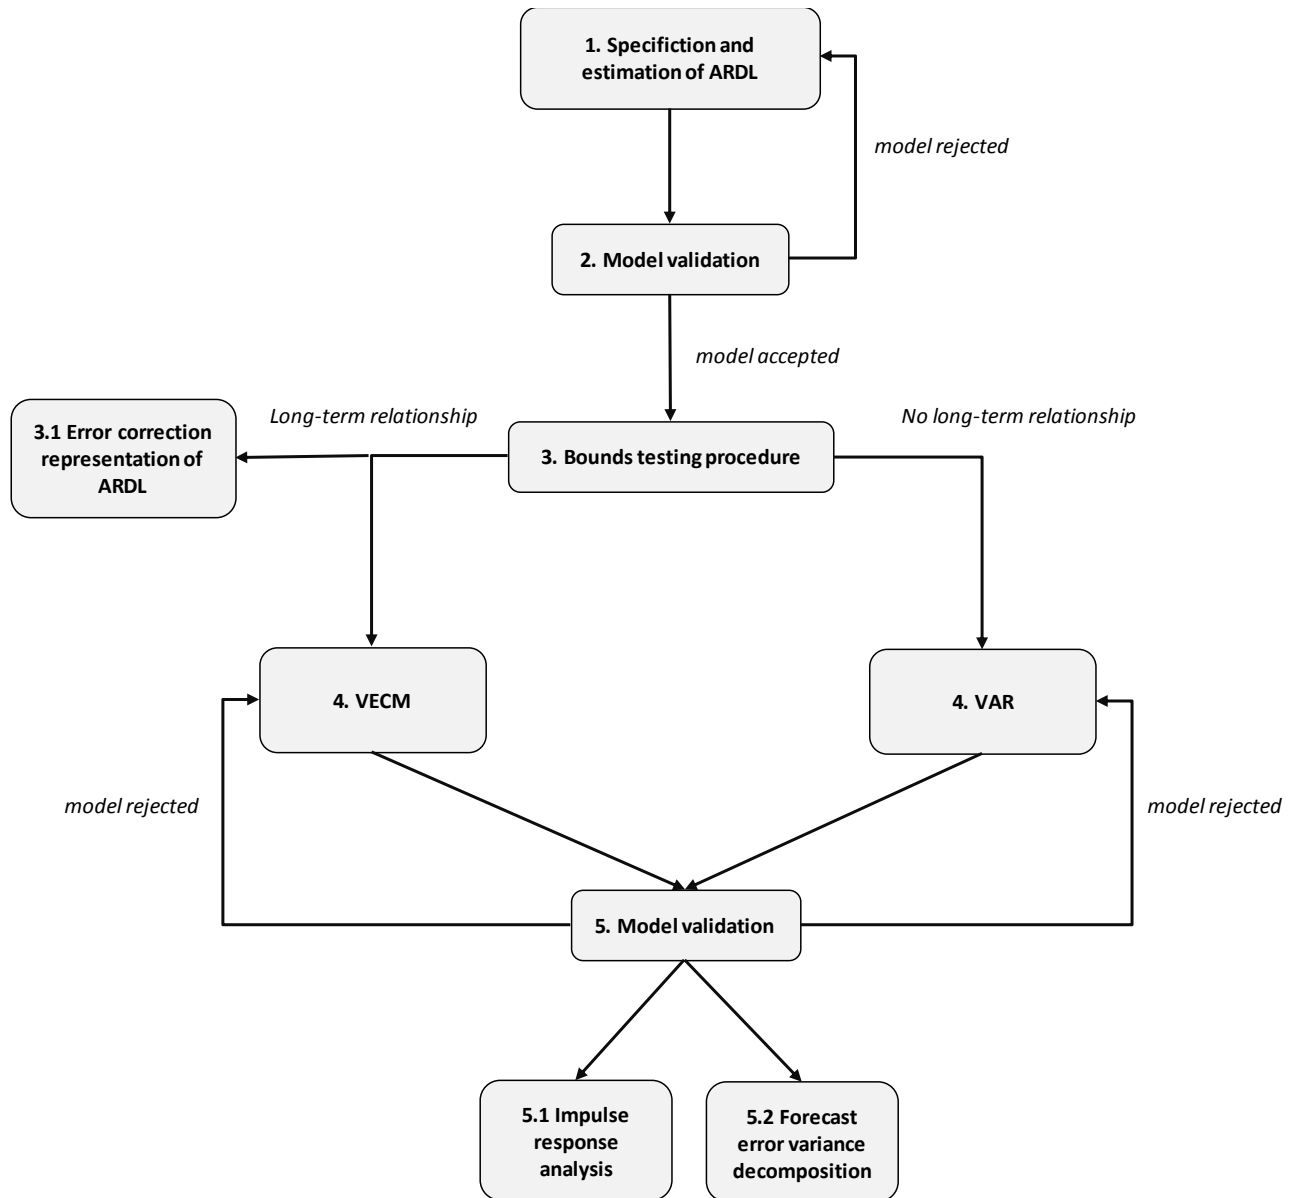 1. Specifiction and
estimation of ARDL
model rejected
2. Model validation
model accepted
Long-term relationship
No long-term relationship
3.1 Error correction
representation of
ARDL
3. Bounds testing procedure
4. VECM
4. VAR
model rejected
model rejected
5. Model validation
5.1 Impulse
response
analysis
5.2 Forecast
error variance
decomposition